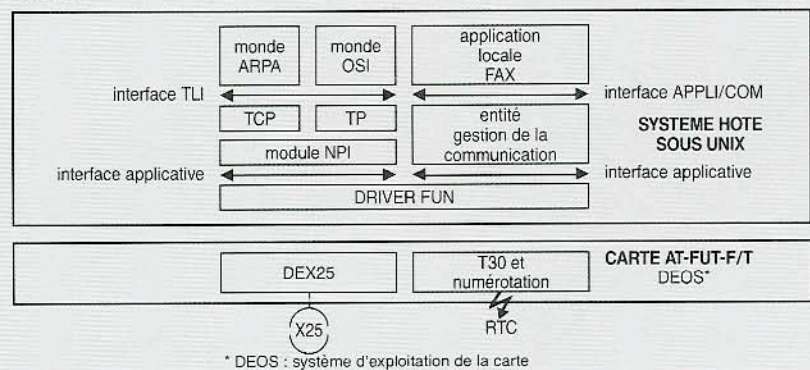 monde
ARPA
monde
OSI
application
locale
FAX
interface TLI
interface APPLI/COM
TCP
TP
entité
gestion de la
communication
SYSTEME HOTE
SOUS UNIX
module NPI
interface applicative
interface applicative
DRIVER FUN
DEX25
T30 et
numérotation
CARTE AT-FUT-F/T
DEOS*
X25
RTC
* DEOS : système d'exploitation de la carte